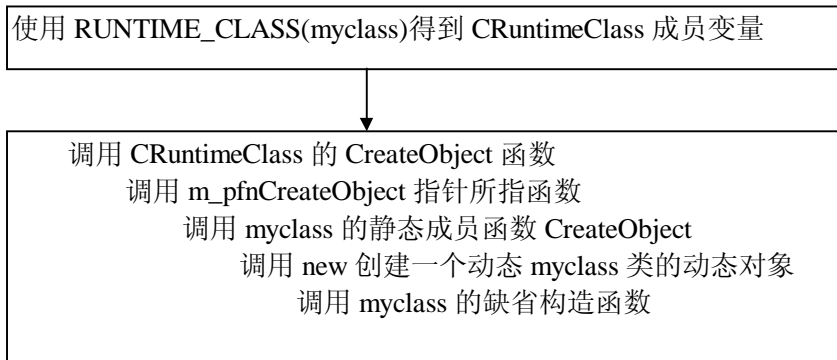 使用 RUNTIME_CLASS(myclass)得到 CRuntimeClass 成员变量
调用 CRuntimeClass 的 CreateObject 函数
调用 m_pfnCreateObject 指针所指函数
调用 myclass 的静态成员函数 CreateObject
调用 new 创建一个动态 myclass 类的动态对象
调用 myclass 的缺省构造函数